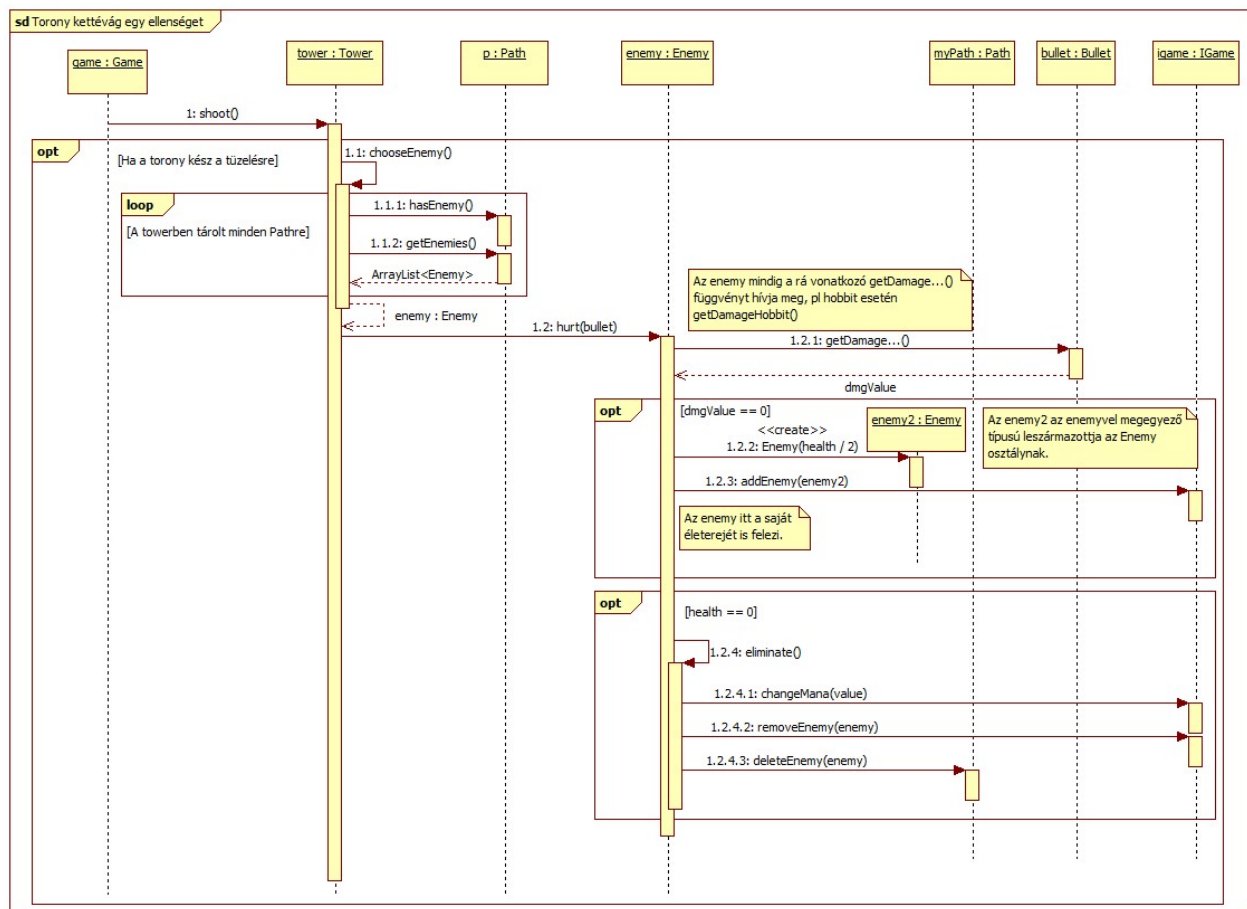 sd Torony kettévág egy ellenséget
game : Game
tower : Tower
p : Path
enemy : Enemy
myPath : Path
bullet : Bullet
igame : IGame
1: shoot()
opt
[Ha a torony kész a tüzelésre]
1.1: chooseEnemy()
loop
[A towerben tárolt minden Pathre]
1.1.1: hasEnemy()
1.1.2: getEnemies()
ArrayList<Enemy>
enemy : Enemy
Az enemy mindig a rá vonatkozó getDamage...()
függvényt hívja meg, pl hobbit esetén
getDamageHobbit()
1.2: hurt(bullet)
1.2.1: getDamage...()
dmgValue
opt
[dmgValue == 0]
<<create>>
1.2.2: Enemy(health / 2)
enemy2 : Enemy
Az enemy2 az enemyvel megegyező
típusú leszármazottja az Enemy
osztálynak.
1.2.3: addEnemy(enemy2)
Az enemy itt a saját
életerejét is felezi.
opt
[health == 0]
1.2.4: eliminate()
1.2.4.1: changeMana(value)
1.2.4.2: removeEnemy(enemy)
1.2.4.3: deleteEnemy(enemy)